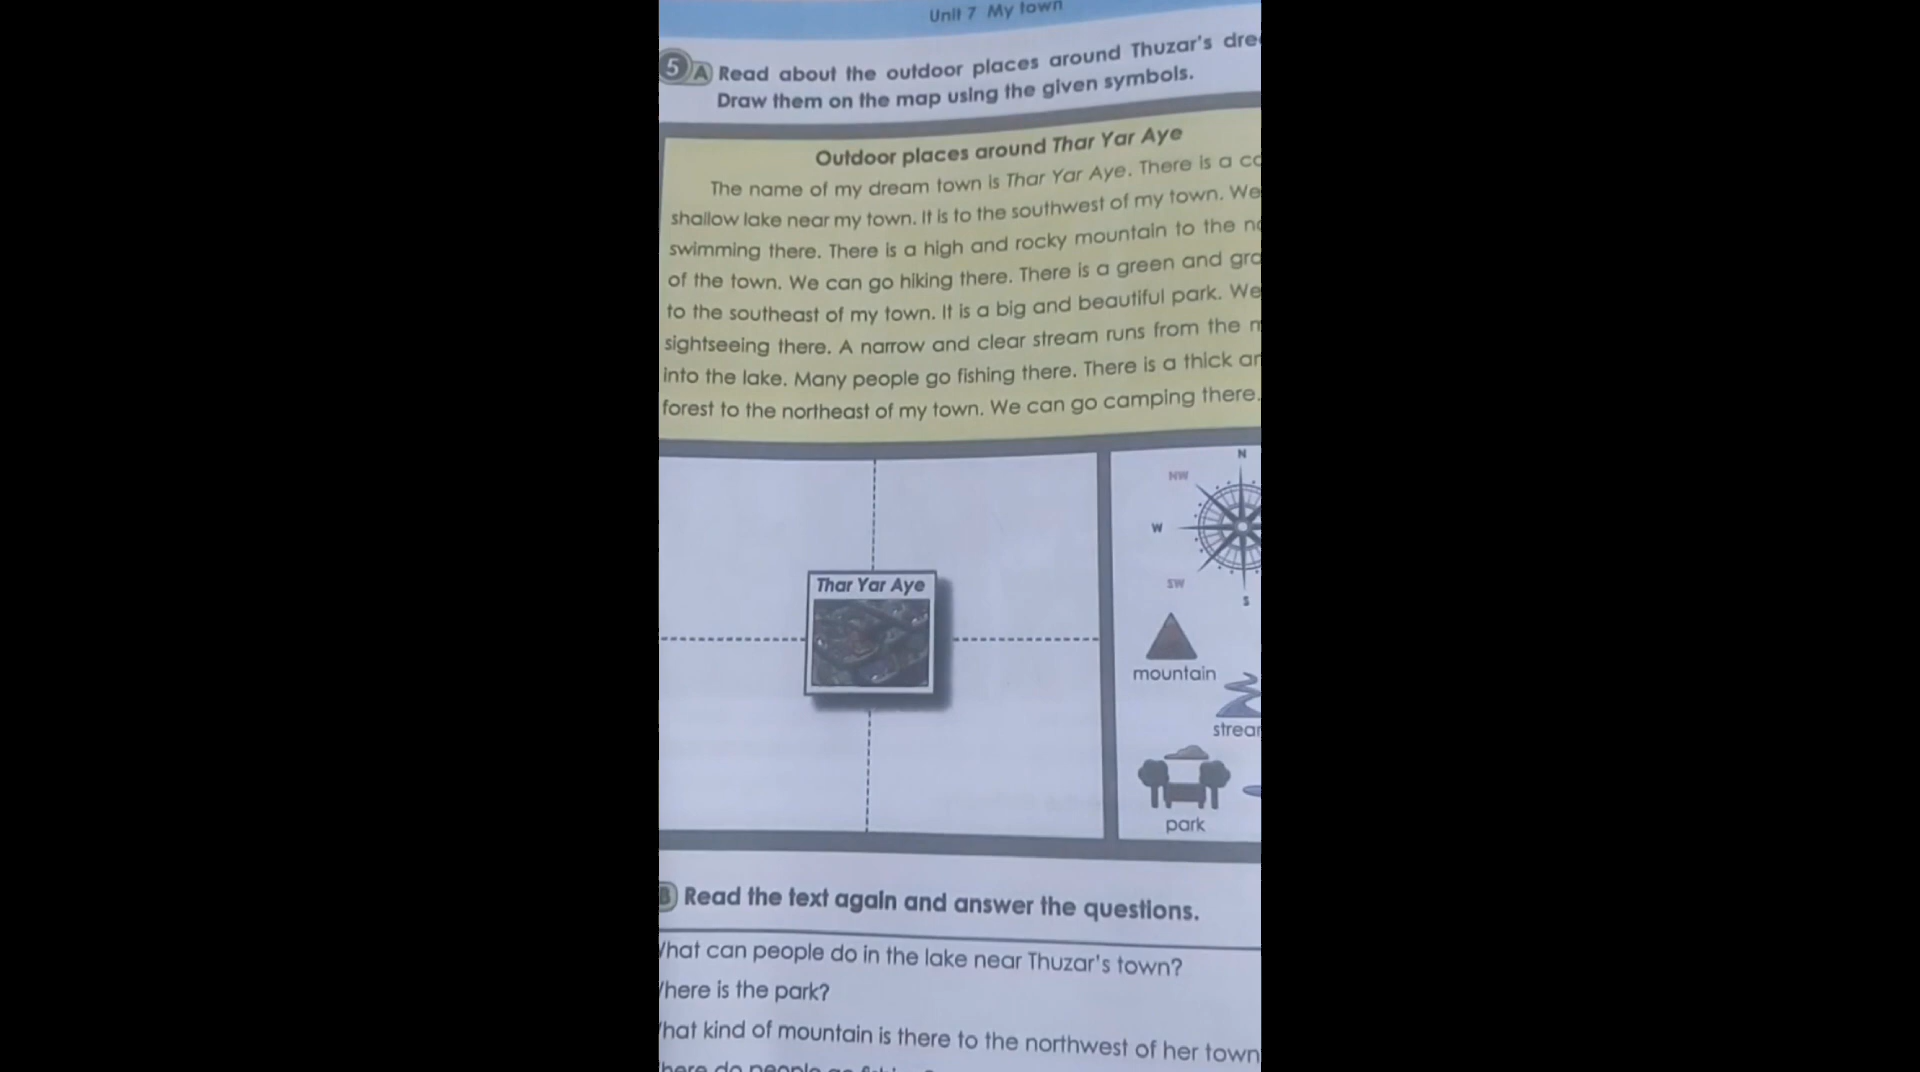 Unit 7 My town
5 A Read about the outdoor places around Thuzar's
Draw them on the map using the given symbols.
Outdoor places around Thar Yar Aye
The name of my dream town is Thar Yar Aye. There is a
shallow lake near my town. It is to the southwest of my town. We
swimming there. There is a high and rocky mountain to the
of the town. We can go hiking there. There is a green and
to the southeast of my town. It is a big and beautiful park. We
sightseeing there. A narrow and clear stream runs from the
into the lake. Many people go fishing there. There is a thick
forest to the northeast of my town. We can go camping there.
N
NW
W
SW
S
Thar Yar Aye
mountain
park
B Read the text again and answer the questions.
can people do in the lake near Thuzar's town?
is the park?
kind of mountain is there to the northwest of her town